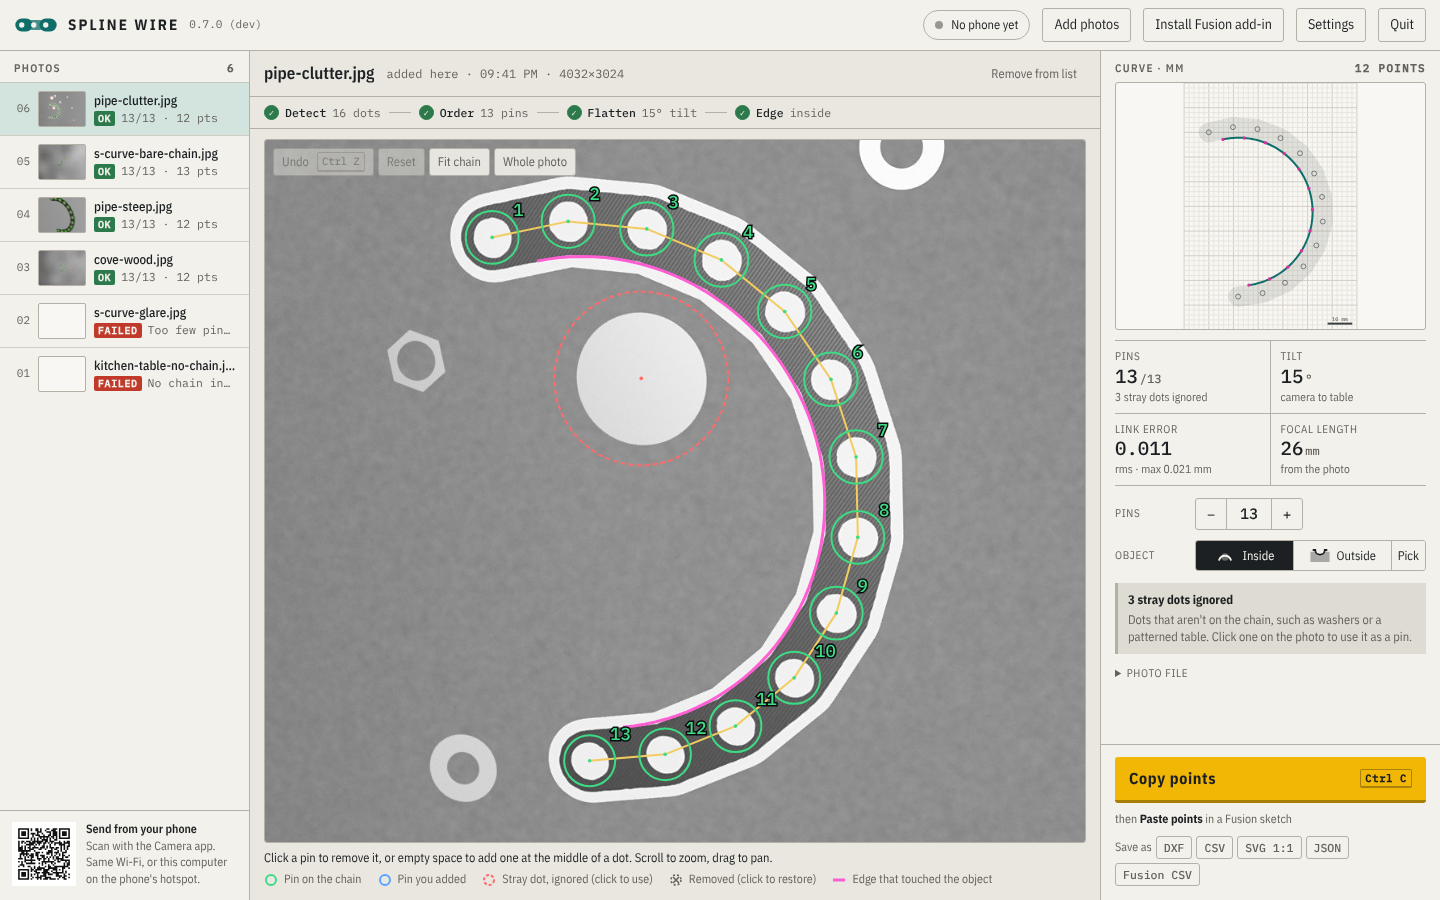 SPLINE WIRE 0.7.0 (dev)
No phone yet
Add photos
Install Fusion add-in
Settings
Quit
PHOTOS 6
06 pipe-clutter.jpg
OK 13/13 · 12 pts
05 s-curve-bare-chain.jpg
OK 13/13 · 13 pts
04 pipe-steep.jpg
OK 13/13 · 12 pts
03 cove-wood.jpg
OK 13/13 · 12 pts
02 s-curve-glare.jpg
FAILED Too few pin…
01 kitchen-table-no-chain.j…
FAILED No chain in…
Send from your phone
Scan with the Camera app.
Same Wi-Fi, or this computer
on the phone's hotspot.
pipe-clutter.jpg added here · 09:41 PM · 4032×3024
Remove from list
Detect 16 dots
Order 13 pins
Flatten 15° tilt
Edge inside
Undo Ctrl Z
Reset
Fit chain
Whole photo
1
2
3
4
5
6
7
8
9
10
11
12
13
Click a pin to remove it, or empty space to add one at the middle of a dot. Scroll to zoom, drag to pan.
Pin on the chain
Pin you added
Stray dot, ignored (click to use)
Removed (click to restore)
Edge that touched the object
CURVE · MM 12 POINTS
10 mm
PINS
13 /13
3 stray dots ignored
TILT
15°
camera to table
LINK ERROR
0.011
rms · max 0.021 mm
FOCAL LENGTH
26 mm
from the photo
PINS − 13 +
OBJECT Inside Outside Pick
3 stray dots ignored
Dots that aren't on the chain, such as washers or a
patterned table. Click one on the photo to use it as a pin.
PHOTO FILE
Copy points Ctrl C
then Paste points in a Fusion sketch
Save as DXF CSV SVG 1:1 JSON
Fusion CSV